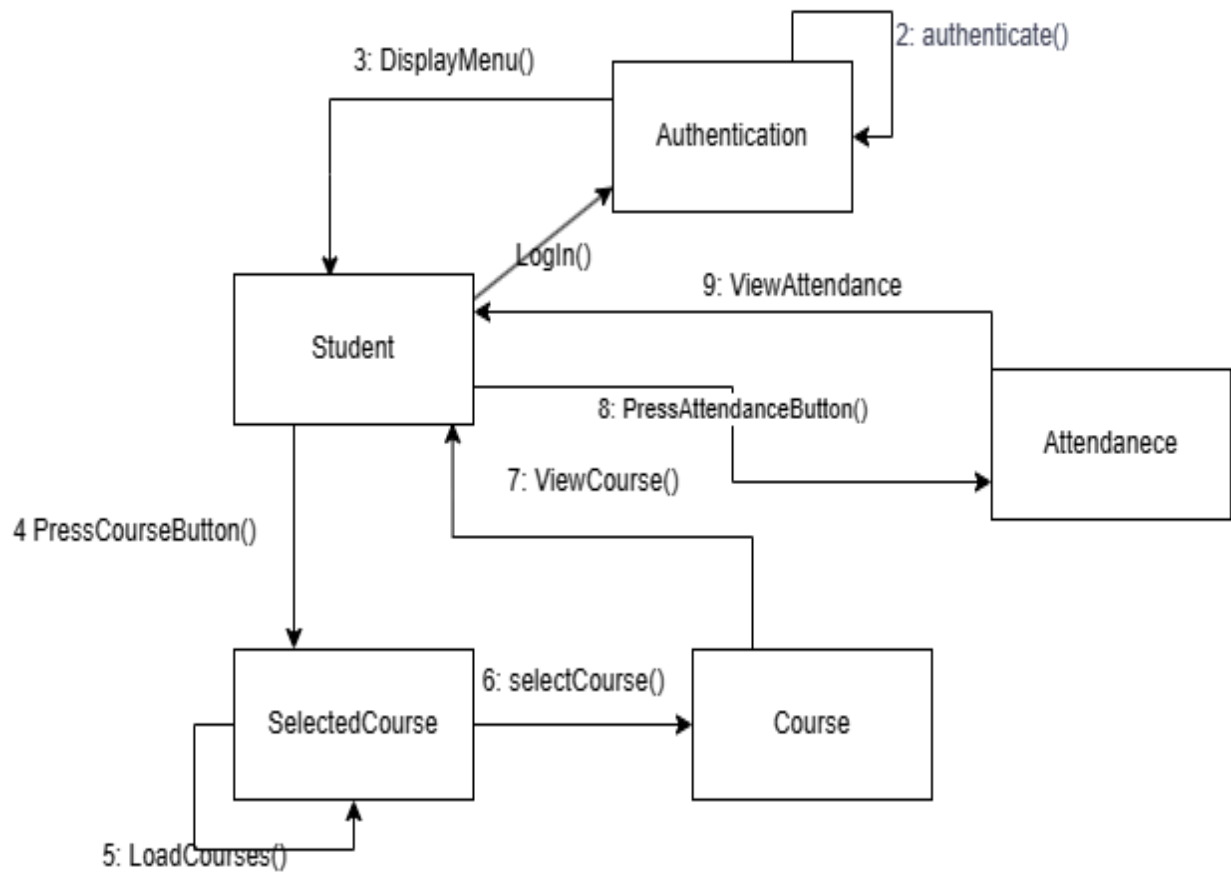 2: authenticate()
3: DisplayMenu()
Authentication
LogIn()
9: ViewAttendance
Student
8: PressAttendanceButton()
Attendanece
7: ViewCourse()
4 PressCourseButton()
6: selectCourse()
SelectedCourse
Course
5: LoadCourses()